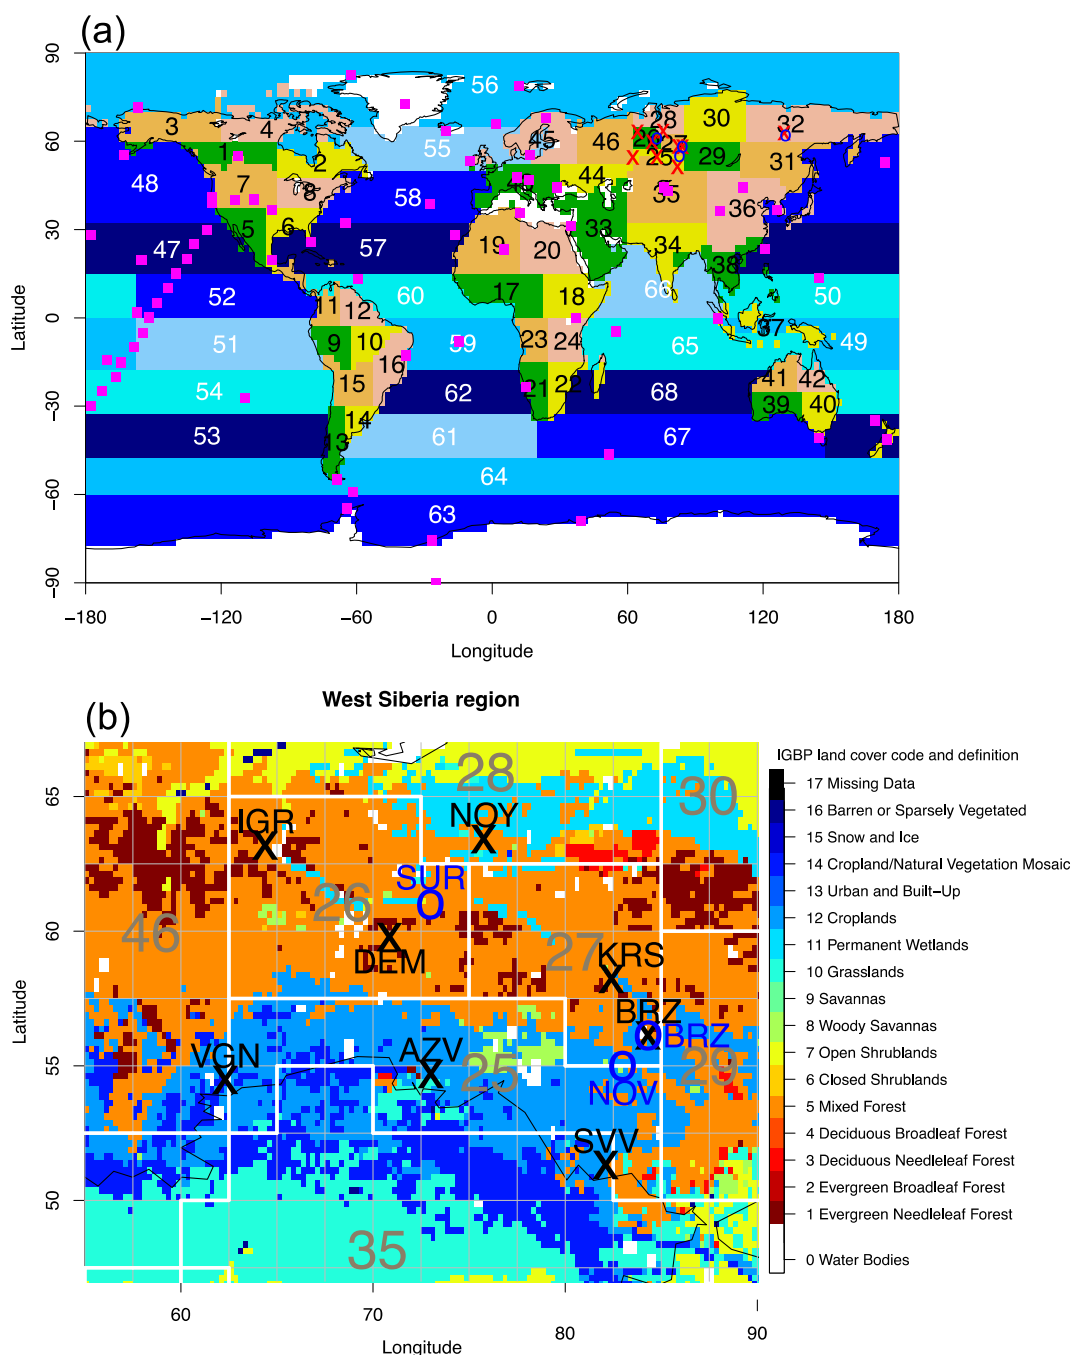 (a)
90
60
30
0
−30
−60
−90
Latitude
56
3
4
1
2
55
45
46
28
30
32
29
31
48
7
8
58
44
35
36
5
6
33
47
57
19
20
34
38
52
11
12
60
17
18
66
50
37
51
9
10
59
23
24
65
49
16
54
15
62
21
22
68
41
42
39
40
14
53
13
61
67
64
63
−180
−120
−60
0
60
120
180
Longitude
West Siberia region
(b)
IGBP land cover code and definition
17 Missing Data
16 Barren or Sparsely Vegetated
15 Snow and Ice
14 Cropland/Natural Vegetation Mosaic
13 Urban and Built−Up
12 Croplands
11 Permanent Wetlands
10 Grasslands
9 Savannas
8 Woody Savannas
7 Open Shrublands
6 Closed Shrublands
5 Mixed Forest
4 Deciduous Broadleaf Forest
3 Deciduous Needleleaf Forest
2 Evergreen Broadleaf Forest
1 Evergreen Needleleaf Forest
0 Water Bodies
65
60
55
50
Latitude
28
30
IGR
X
NOY
X
SUR
O
26
46
X
DEM
27
KRS
X
BRZ
X
BRZ
VGN
X
AZV
X
25
29
O
NOV
SVV
X
35
60
70
80
90
Longitude